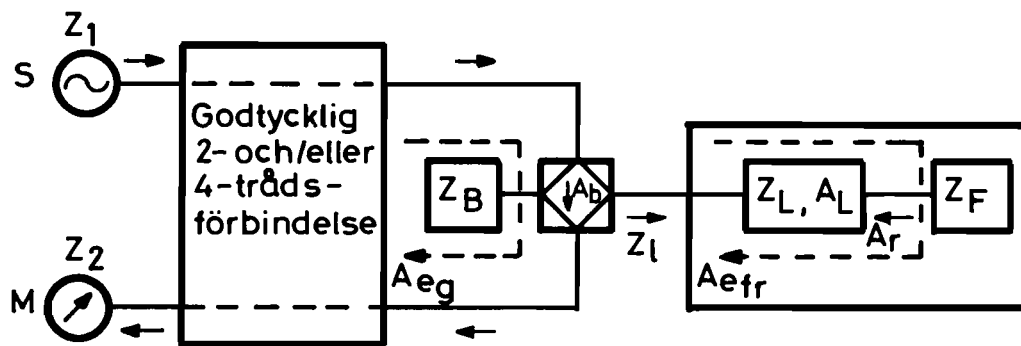 Z1
S
Godtycklig
2- och/eller
4-tråds-
förbindelse
ZB
Ab
Zl
ZL, AL
ZF
Ar
Aeg
Aefr
Z2
M